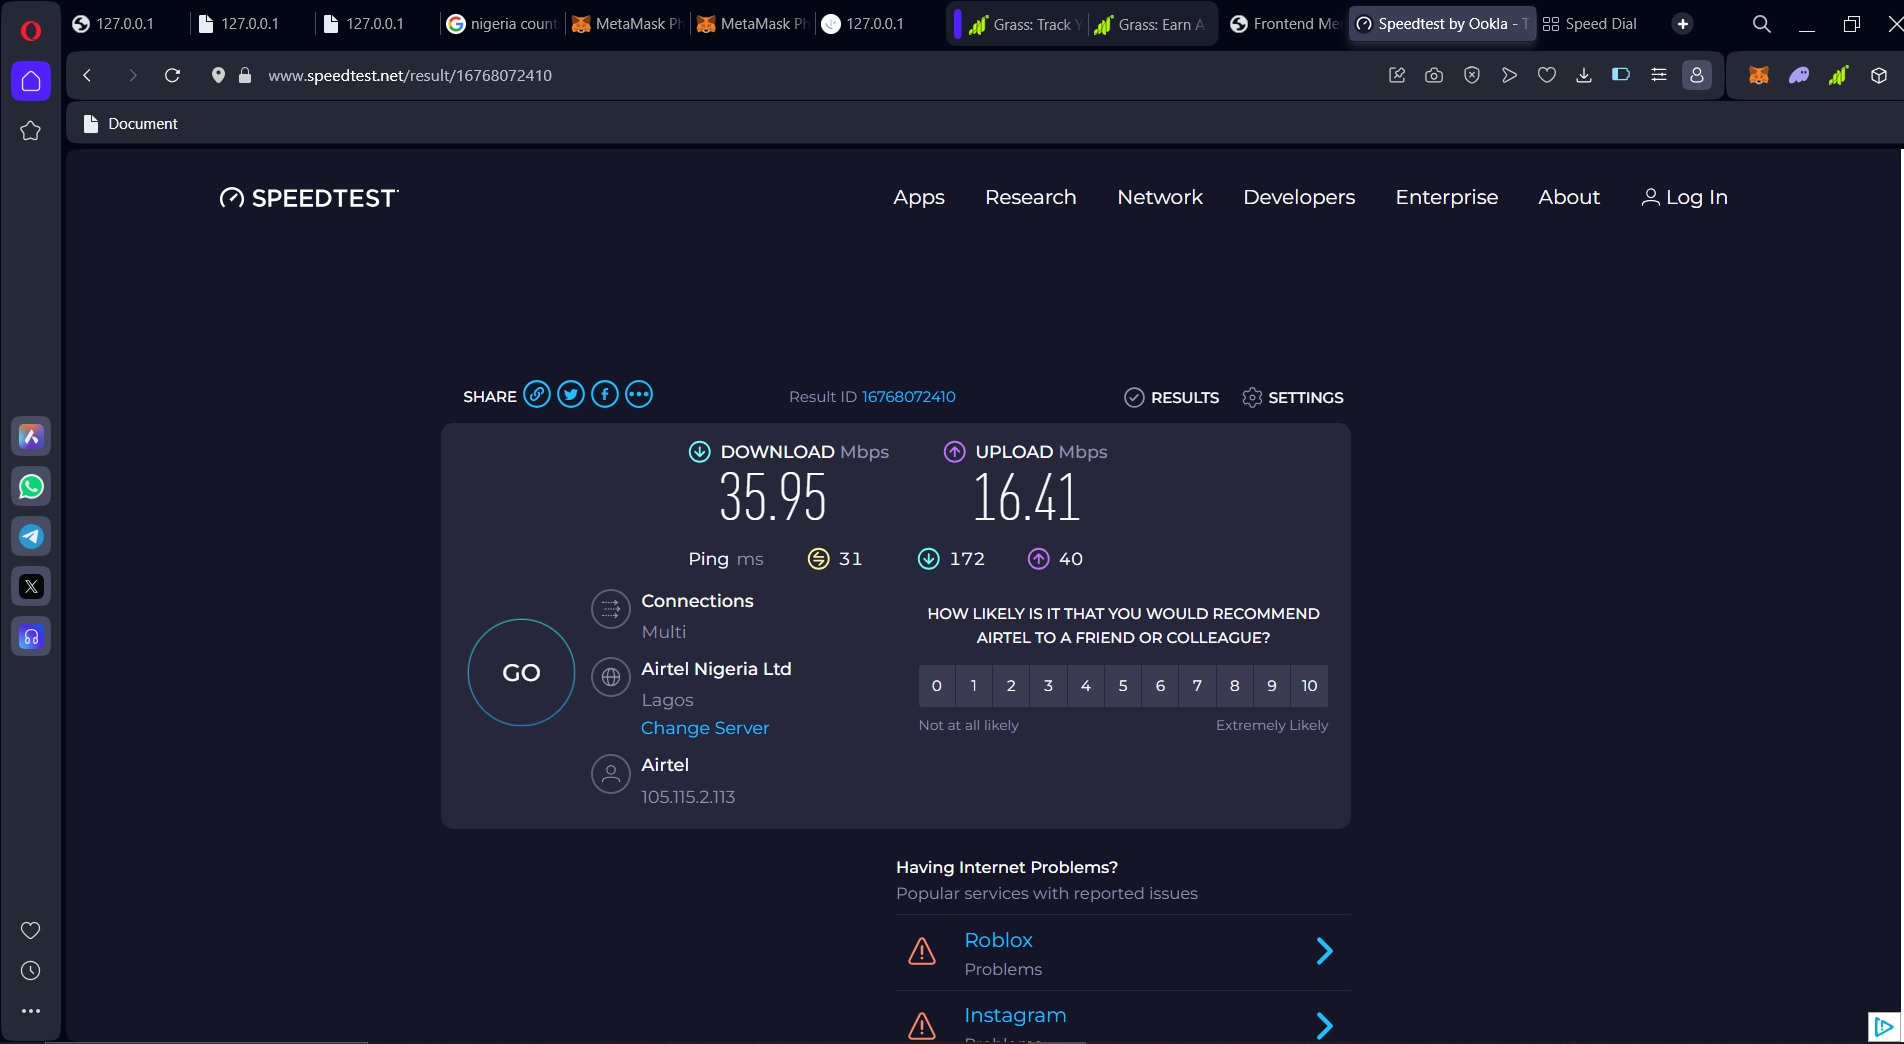 127.0.0.1
127.0.0.1
127.0.0.1
nigeria count
MetaMask Ph
MetaMask Ph
127.0.0.1
Grass: Track Y
Grass: Earn A
Frontend Me
Speedtest by Ookla - T
Speed Dial
www.speedtest.net/result/16768072410
Document
SPEEDTEST
Apps Research Network Developers Enterprise About Log In
SHARE
Result ID 16768072410
RESULTS SETTINGS
DOWNLOAD Mbps UPLOAD Mbps
35.95 16.41
Ping ms 31 172 40
Connections
Multi
Airtel Nigeria Ltd
Lagos
Change Server
Airtel
105.115.2.113
GO
HOW LIKELY IS IT THAT YOU WOULD RECOMMEND
AIRTEL TO A FRIEND OR COLLEAGUE?
0 1 2 3 4 5 6 7 8 9 10
Not at all likely Extremely Likely
Having Internet Problems?
Popular services with reported issues
Roblox
Problems
Instagram